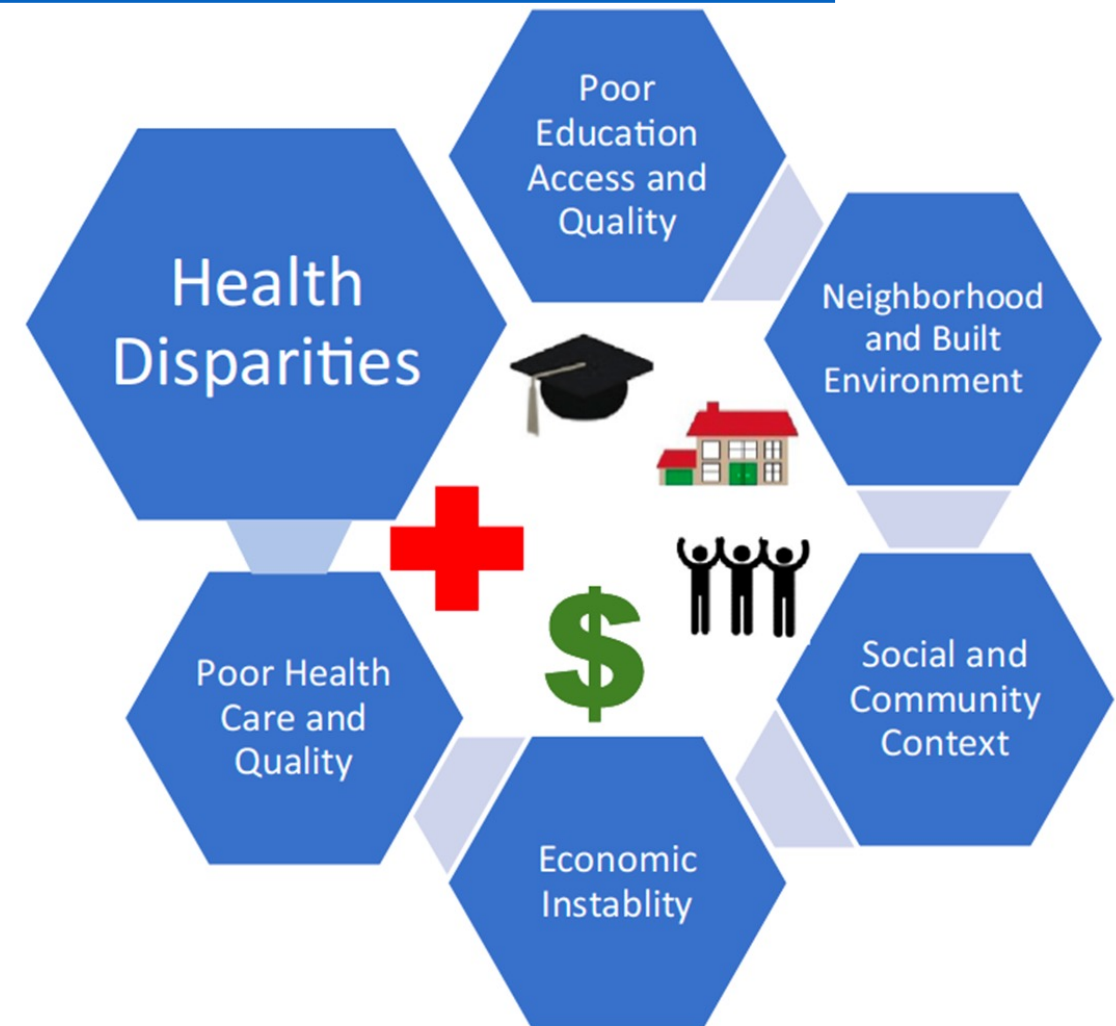 Poor
Education
Access and
Quality
Health
Disparities
Neighborhood
and Built
Environment
Social and
Community
Context
Poor Health
Care and
Quality
Economic
Instablity
$